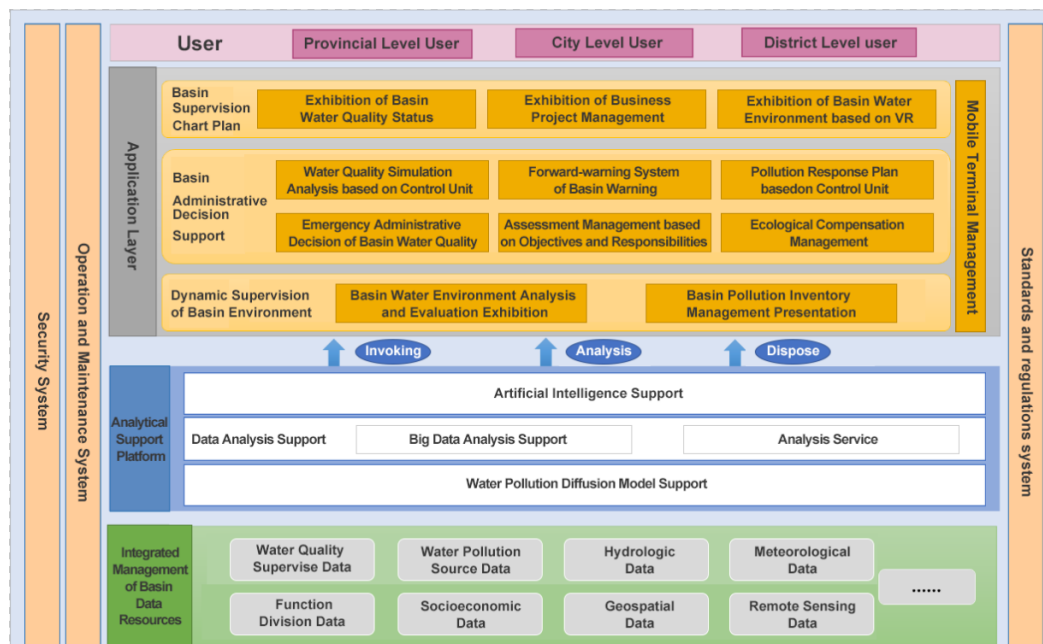 User
Provincial Level User
City Level User
District Level user
Security System
Operation and Maintenance System
Application Layer
Basin
Supervision
Chart Plan
Exhibition of Basin
Water Quality Status
Exhibition of Business
Project Management
Exhibition of Basin Water
Environment based on VR
Basin
Administrative
Decision
Support
Water Quality Simulation
Analysis based on Control Unit
Forward-warning System
of Basin Warning
Pollution Response Plan
basedon Control Unit
Emergency Administrative
Decision of Basin Water Quality
Assessment Management based
on Objectives and Responsibilities
Ecological Compensation
Management
Dynamic Supervision
of Basin Environment
Basin Water Environment Analysis
and Evaluation Exhibition
Basin Pollution Inventory
Management Presentation
Mobile Terminal Management
Standards and regulations system
Invoking
Analysis
Dispose
Analytical
Support
Platform
Artificial Intelligence Support
Data Analysis Support
Big Data Analysis Support
Analysis Service
Water Pollution Diffusion Model Support
Integrated
Management
of Basin
Data
Resources
Water Quality
Supervise Data
Water Pollution
Source Data
Hydrologic
Data
Meteorological
Data
......
Function
Division Data
Socioeconomic
Data
Geospatial
Data
Remote Sensing
Data